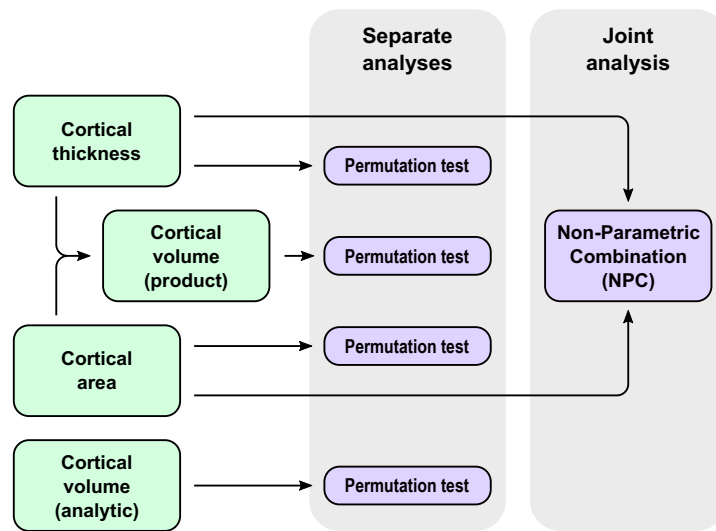 Separate
analyses
Joint
analysis
Cortical
thickness
Permutation test
Cortical
volume
(product)
Permutation test
Non-Parametric
Combination
(NPC)
Cortical
area
Permutation test
Cortical
volume
(analytic)
Permutation test